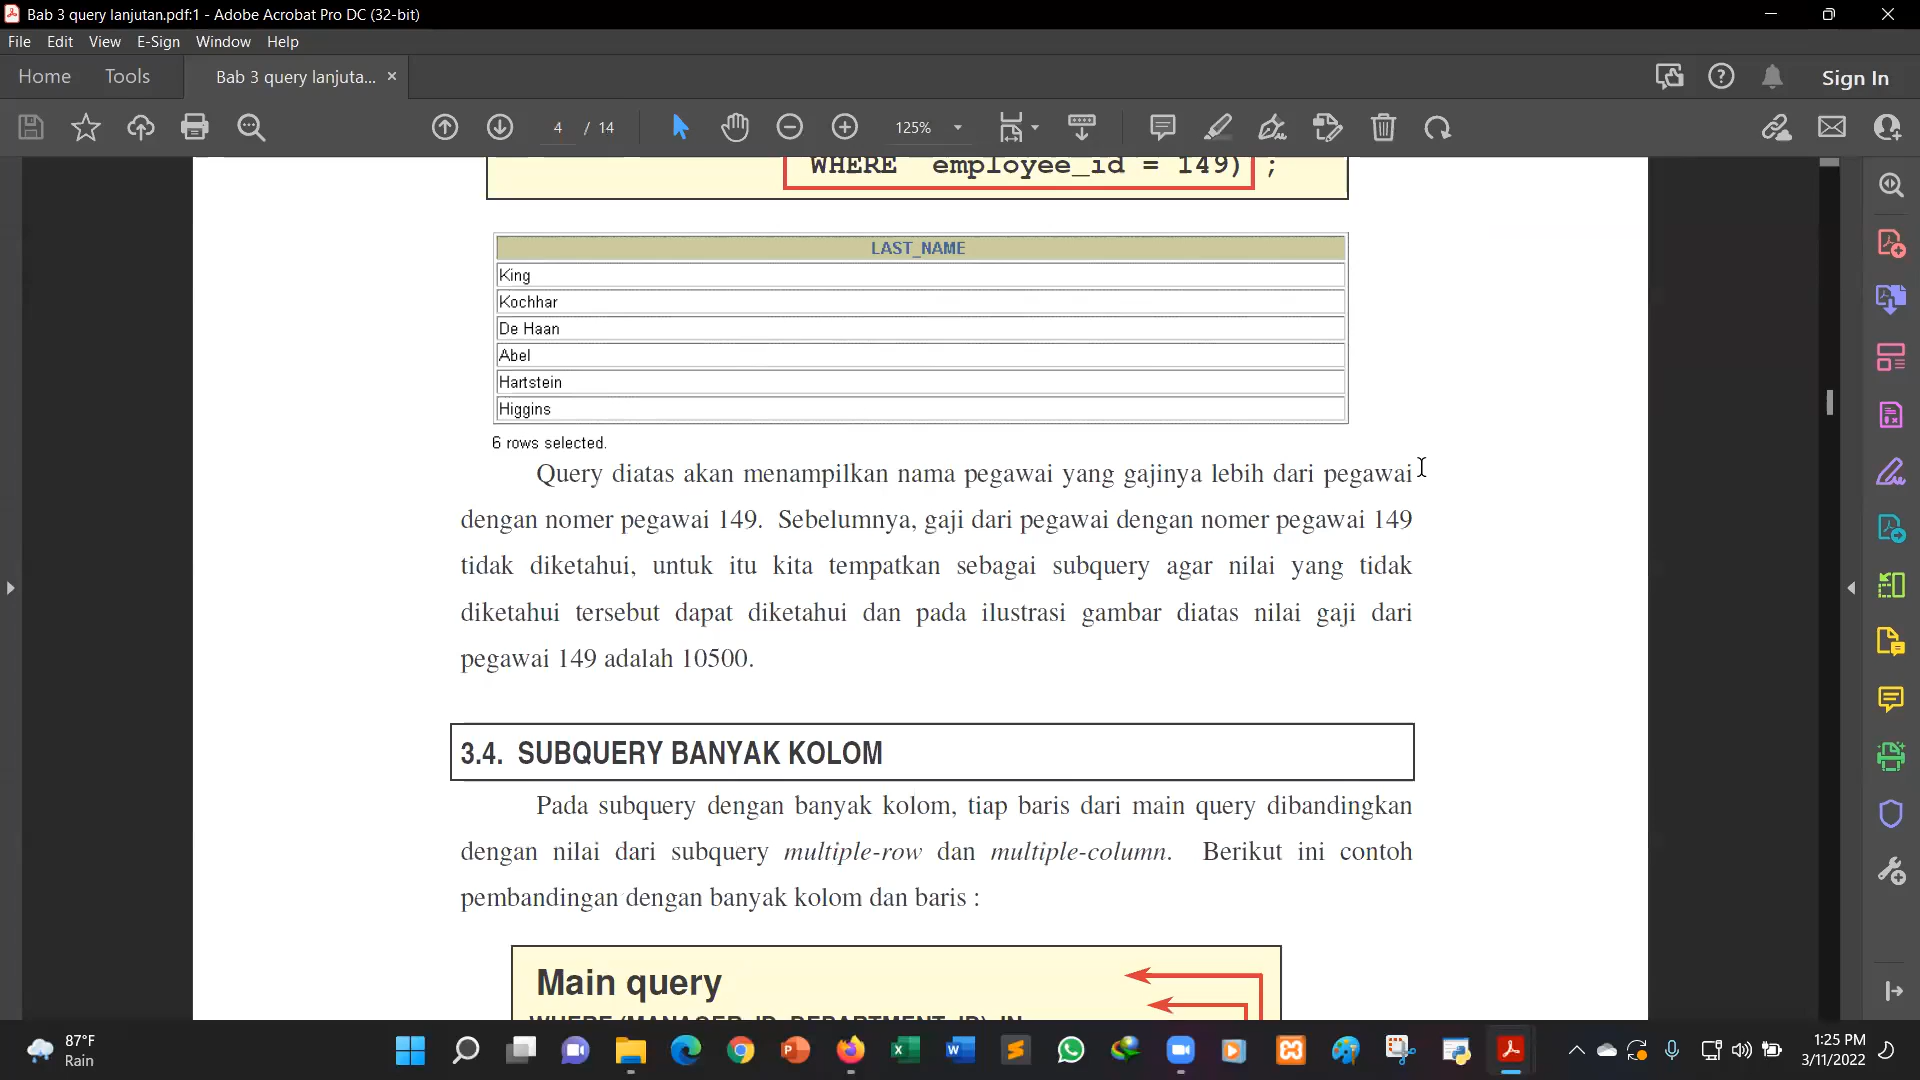 Bab 3 query lanjutan.pdf:1 - Adobe Acrobat Pro DC (32-bit)
File Edit View E-Sign Window Help
Home Tools Bab 3 query lanjuta... × Sign In
4 / 14 125%
WHERE employee_id = 149) ;
LAST_NAME
King
Kochhar
De Haan
Abel
Hartstein
Higgins
6 rows selected.
Query diatas akan menampilkan nama pegawai yang gajinya lebih dari pegawai
dengan nomer pegawai 149. Sebelumnya, gaji dari pegawai dengan nomer pegawai 149
tidak diketahui, untuk itu kita tempatkan sebagai subquery agar nilai yang tidak
diketahui tersebut dapat diketahui dan pada ilustrasi gambar diatas nilai gaji dari
pegawai 149 adalah 10500.
3.4. SUBQUERY BANYAK KOLOM
Pada subquery dengan banyak kolom, tiap baris dari main query dibandingkan
dengan nilai dari subquery multiple-row dan multiple-column. Berikut ini contoh
pembandingan dengan banyak kolom dan baris :
Main query
WHERE (MANAGER_ID, DEPARTMENT_ID) IN
87°F
Rain
1:25 PM
3/11/2022